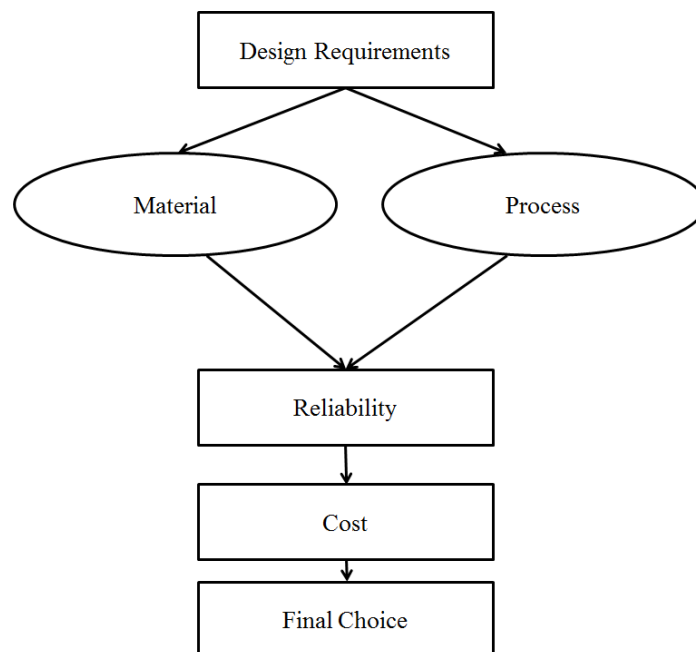 Design Requirements
Material
Process
Reliability
Cost
Final Choice